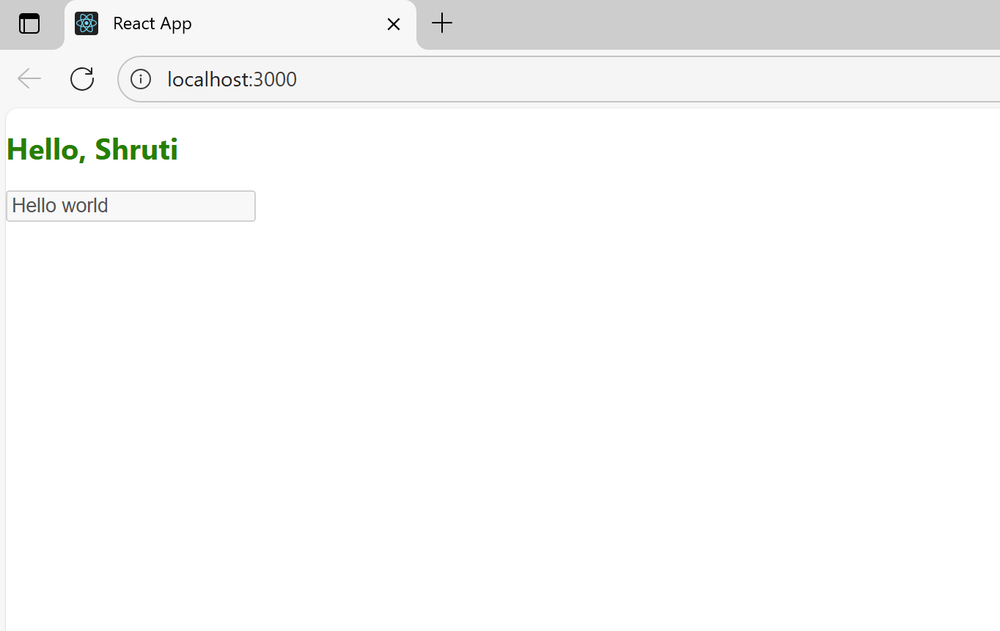 React App
localhost:3000
Hello, Shruti
Hello world